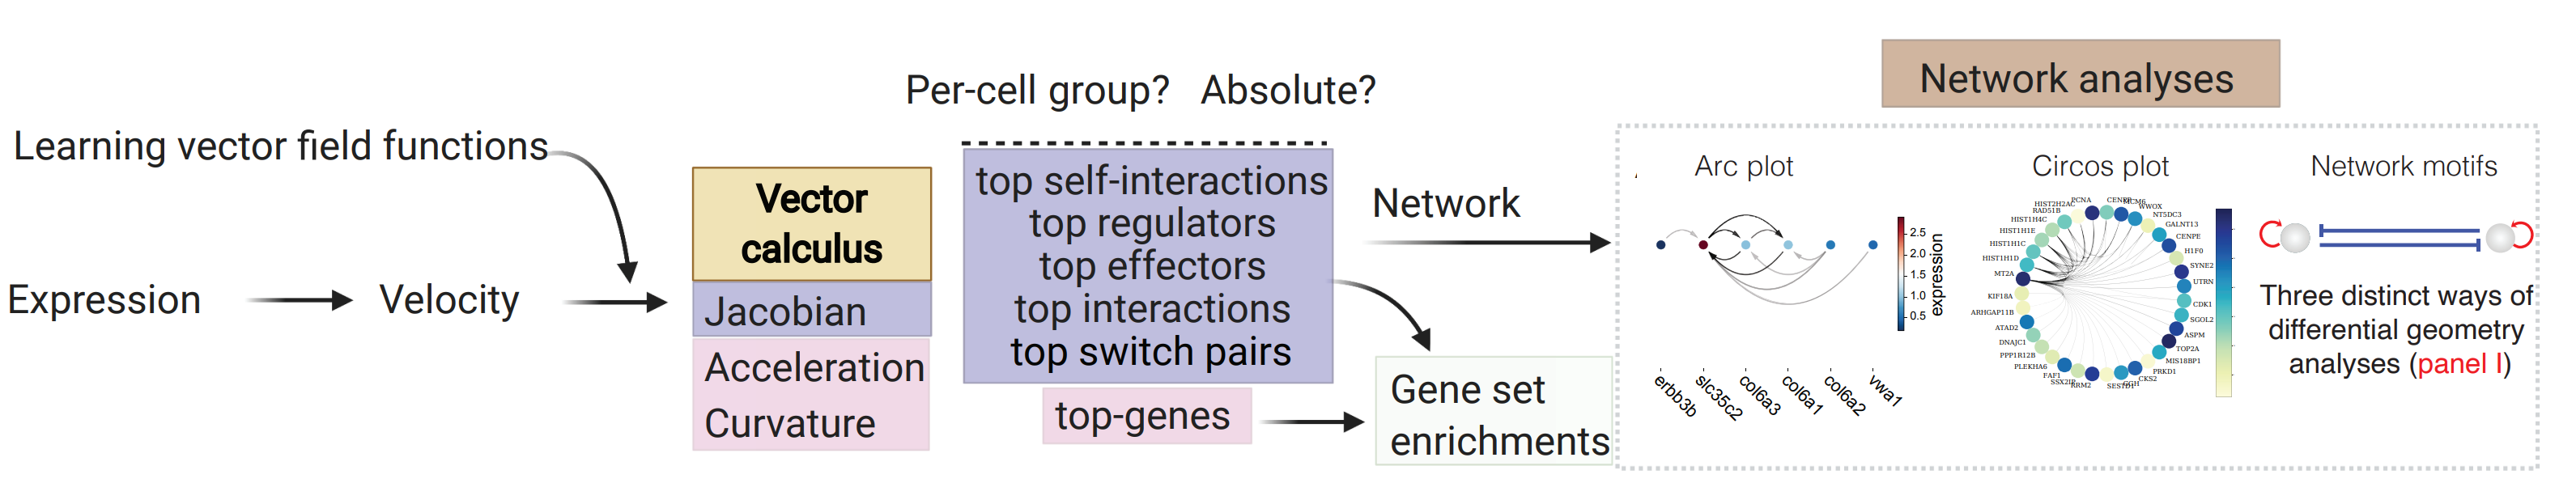 Learning vector field functions
Expression
Velocity
Vector
calculus
Jacobian
Acceleration
Curvature
Per-cell group? Absolute?
top self-interactions
top regulators
top effectors
top interactions
top switch pairs
top-genes
Network
Gene set
enrichments
Network analyses
Arc plot
2.5
2.0
1.5
1.0
0.5
expression
erbb3b
slc35c2
col6a3
col6a1
col6a2
vwa1
Circos plot
PCNA
HIST2H2AC
RAD51B
HIST1H4C
HIST1H1E
HIST1H1C
HIST1H1D
MT2A
KIF18A
ARHGAP11B
ATAD2
DNAJC1
PPP1R12B
PLEKHA6
FAF1
SSX2IP
RRM2
SESTD1
CKS2
PRKD1
MIS18BP1
TOP2A
ASPM
SGOL2
CDK1
UTRN
SYNE2
H1F0
CENPE
GALNT13
NT5DC3
WWOX
MCM6
Network motifs
Three distinct ways of
differential geometry
analyses (panel I)